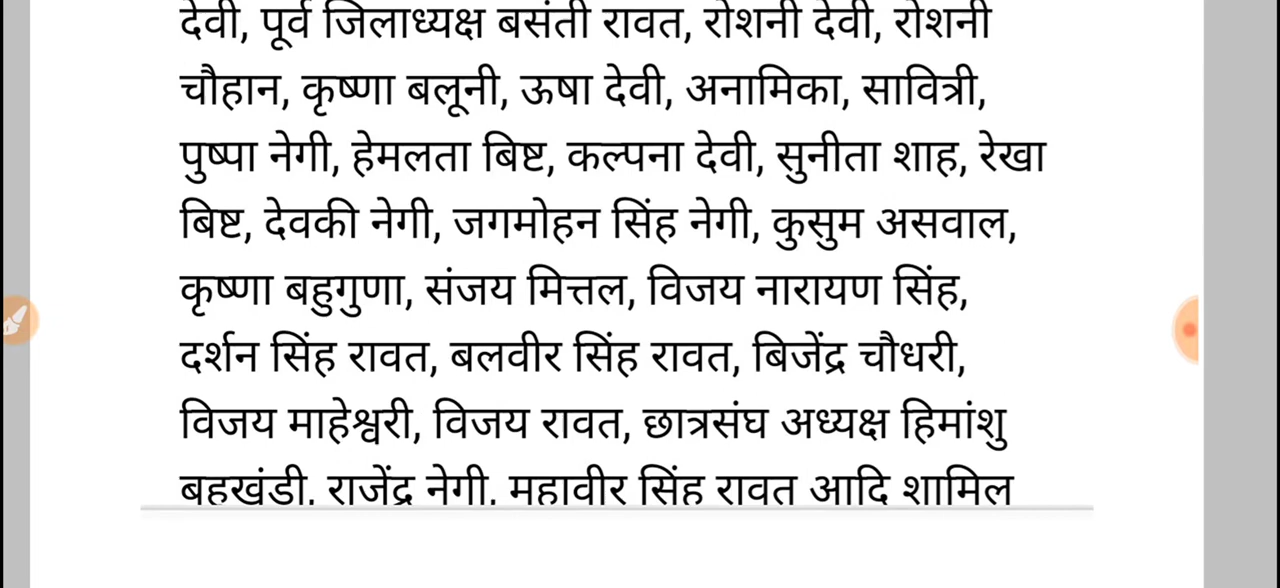 देवी, पूर्व जिलाध्यक्ष बसंती रावत, रोशनी देवी, रोशनी
चौहान, कृष्णा बलूनी, ऊषा देवी, अनामिका, सावित्री,
पुष्पा नेगी, हेमलता बिष्ट, कल्पना देवी, सुनीता शाह, रेखा
बिष्ट, देवकी नेगी, जगमोहन सिंह नेगी, कुसुम असवाल,
कृष्णा बहुगुणा, संजय मित्तल, विजय नारायण सिंह,
दर्शन सिंह रावत, बलवीर सिंह रावत, बिजेंद्र चौधरी,
विजय माहेश्वरी, विजय रावत, छात्रसंघ अध्यक्ष हिमांशु
बहखंडी, राजेंद्र नेगी, महावीर सिंह रावत आदि शामिल